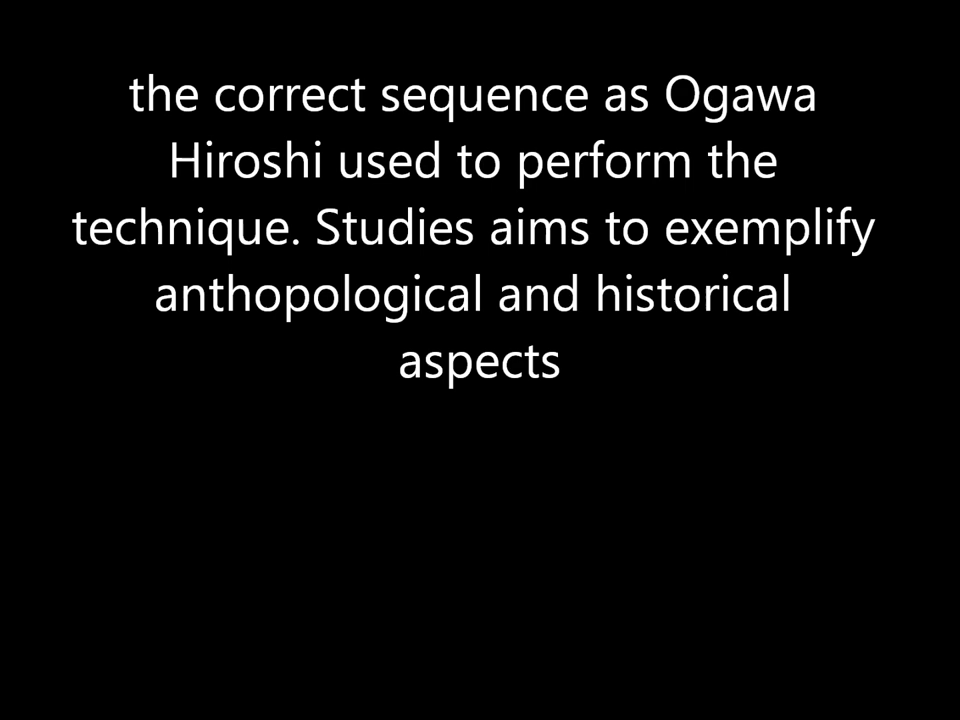 the correct sequence as Ogawa
Hiroshi used to perform the
technique. Studies aims to exemplify
anthopological and historical
aspects